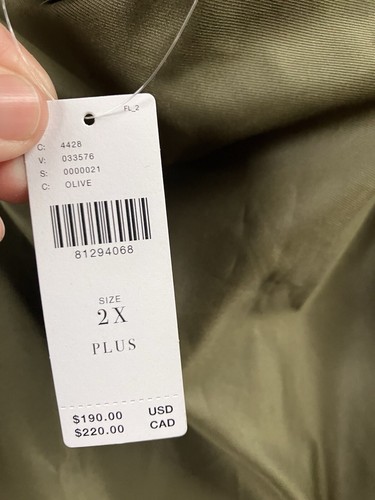 FL_2
C: 4428
V: 033576
S: 0000021
C: OLIVE
81294068
SIZE
2X
PLUS
$190.00 USD
$220.00 CAD